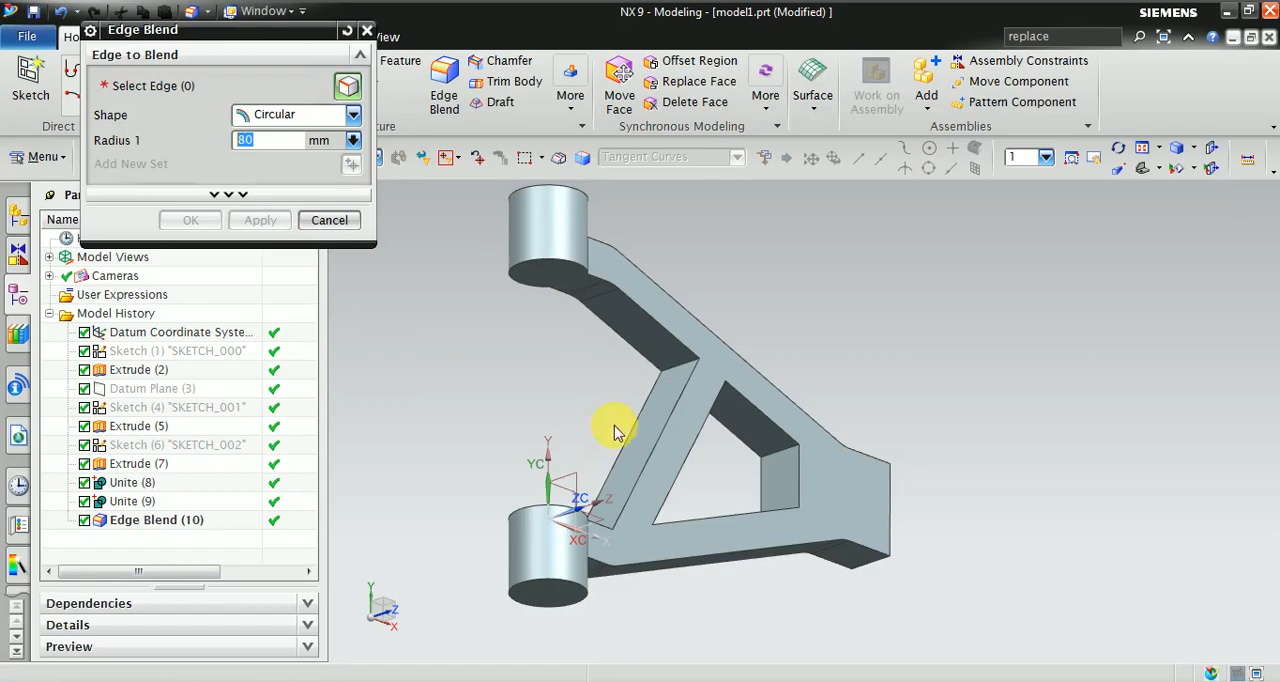 Window
NX 9 - Modeling - [model1.prt (Modified) ]
SIEMENS
Edge Blend
File
View
replace
Edge to Blend
* Select Edge (0)
Shape
Circular
Radius 1
80
mm
Add New Set
OK
Apply
Cancel
Sketch
Direct
Feature
Edge
Blend
Chamfer
Trim Body
Draft
More
Move
Face
Offset Region
Replace Face
Delete Face
More
Synchronous Modeling
Surface
Work on
Assembly
Add
Assembly Constraints
Move Component
Pattern Component
Assemblies
Menu
Tangent Curves
1
Name
Model Views
Cameras
User Expressions
Model History
Datum Coordinate Syste...
Sketch (1) "SKETCH_000"
Extrude (2)
Datum Plane (3)
Sketch (4) "SKETCH_001"
Extrude (5)
Sketch (6) "SKETCH_002"
Extrude (7)
Unite (8)
Unite (9)
Edge Blend (10)
Dependencies
Details
Preview
Y
YC
ZC
Z
XC
X
Y
Z
X